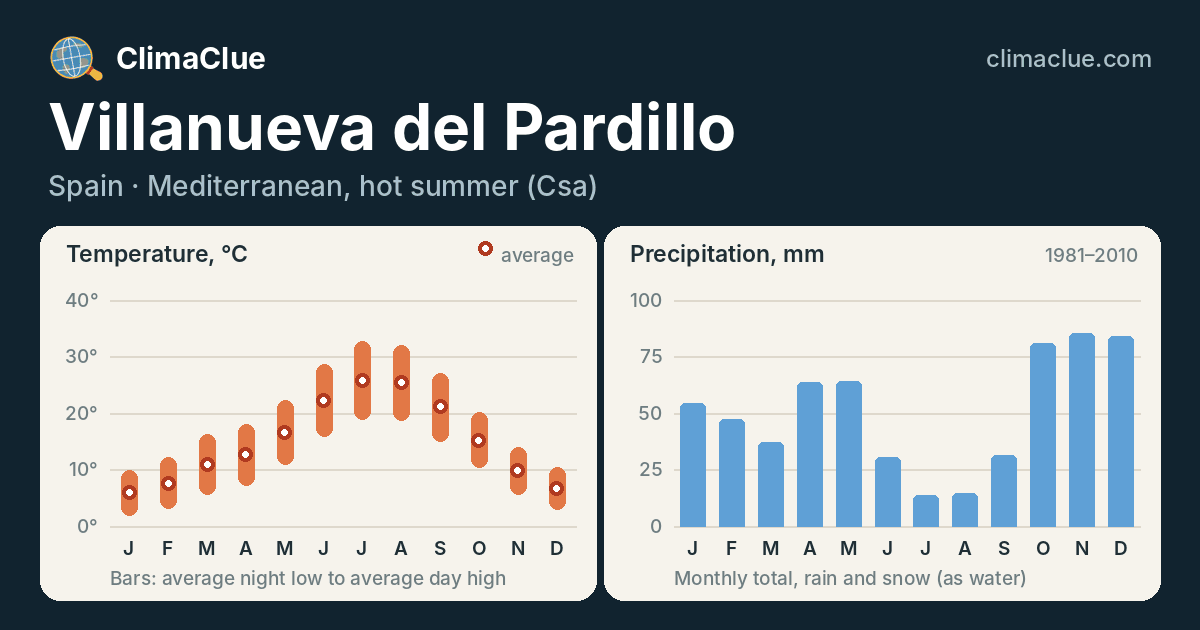 ClimaClue
climaclue.com
Villanueva del Pardillo
Spain · Mediterranean, hot summer (Csa)
Temperature, °C
average
40°
30°
20°
10°
0°
J F M A M J J A S O N D
Bars: average night low to average day high
Precipitation, mm
1981–2010
100
75
50
25
0
J F M A M J J A S O N D
Monthly total, rain and snow (as water)